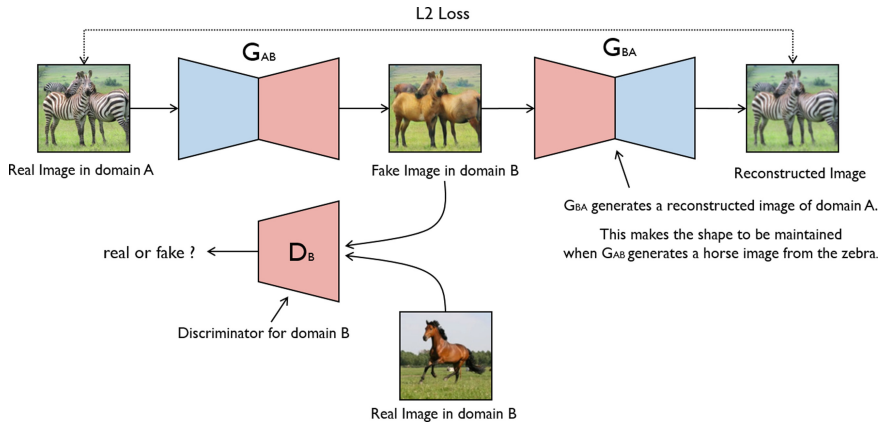 L2 Loss
GAB
GBA
Real Image in domain A
Fake Image in domain B
Reconstructed Image
GBA generates a reconstructed image of domain A.
This makes the shape to be maintained
when GAB generates a horse image from the zebra.
real or fake ?
DB
Discriminator for domain B
Real Image in domain B